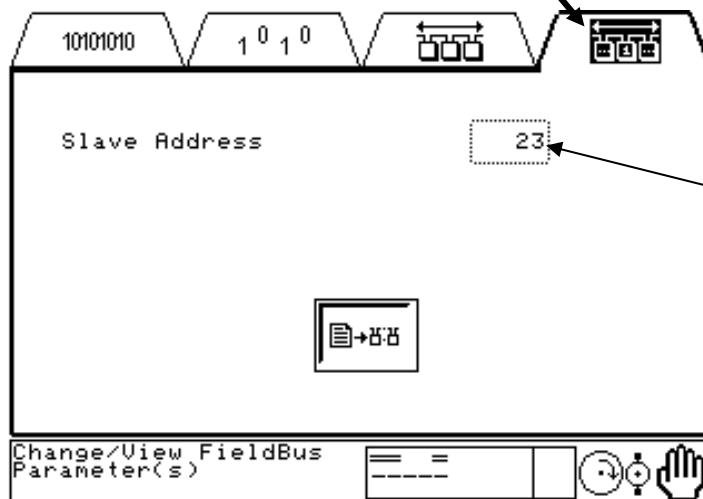 10101010
1 0 1 0
Slave Address 23
Change/View FieldBus
Parameter(s)